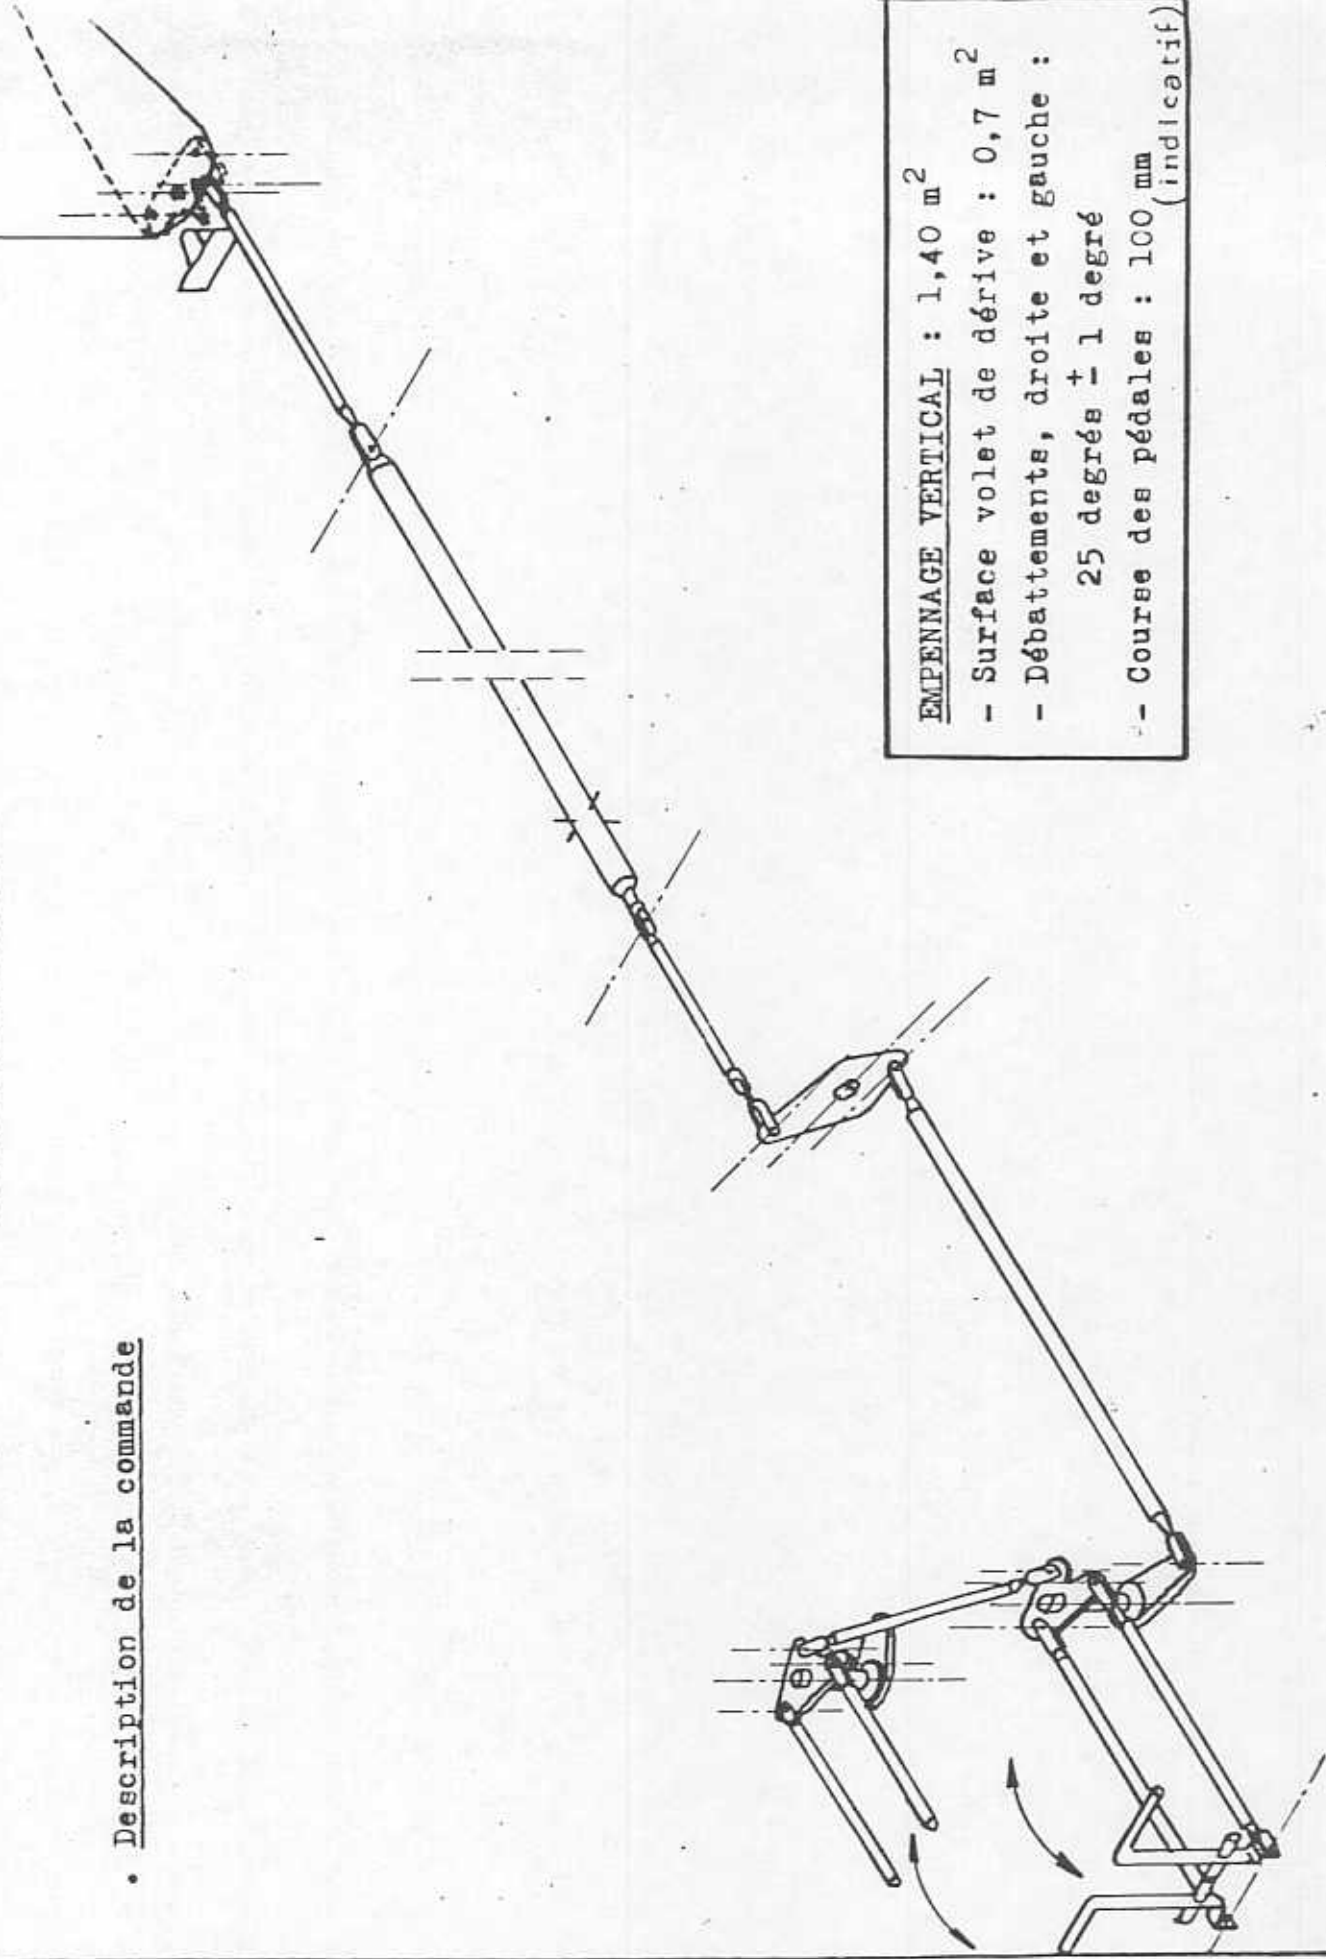 . Description de la commande
EMPENNAGE VERTICAL : 1,40 m²
- Surface volet de dérive : 0,7 m²
- Débattements, droite et gauche :
25 degrés ± 1 degré
- Course des pédales : 100 mm
(indicatif)